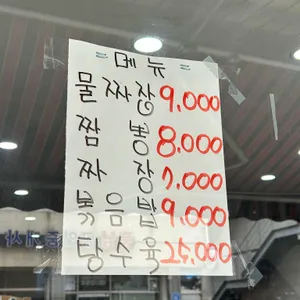 = 메뉴 =
물짜장 9,000
짬뽕 8,000
짜장 7,000
볶음밥 9,000
탕수육 25,000